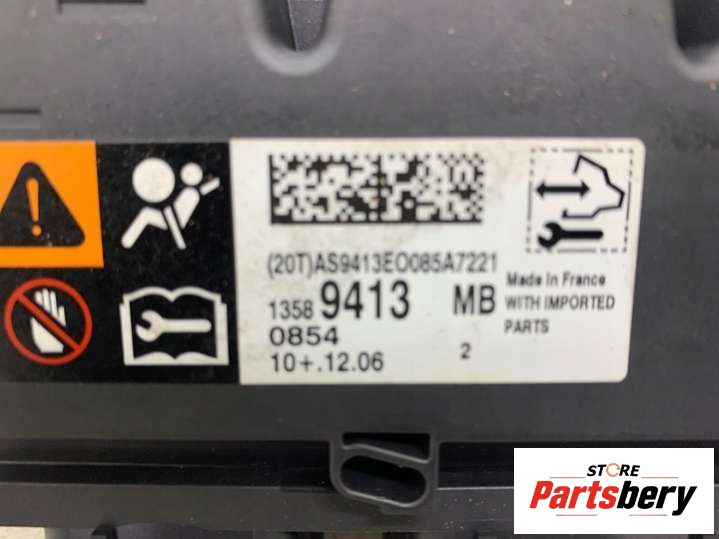 (20T)AS9413EO085A7221
1358 9413 MB
0854
10+.12.06 2
Made in France
WITH IMPORTED
PARTS
STORE
Partsbery